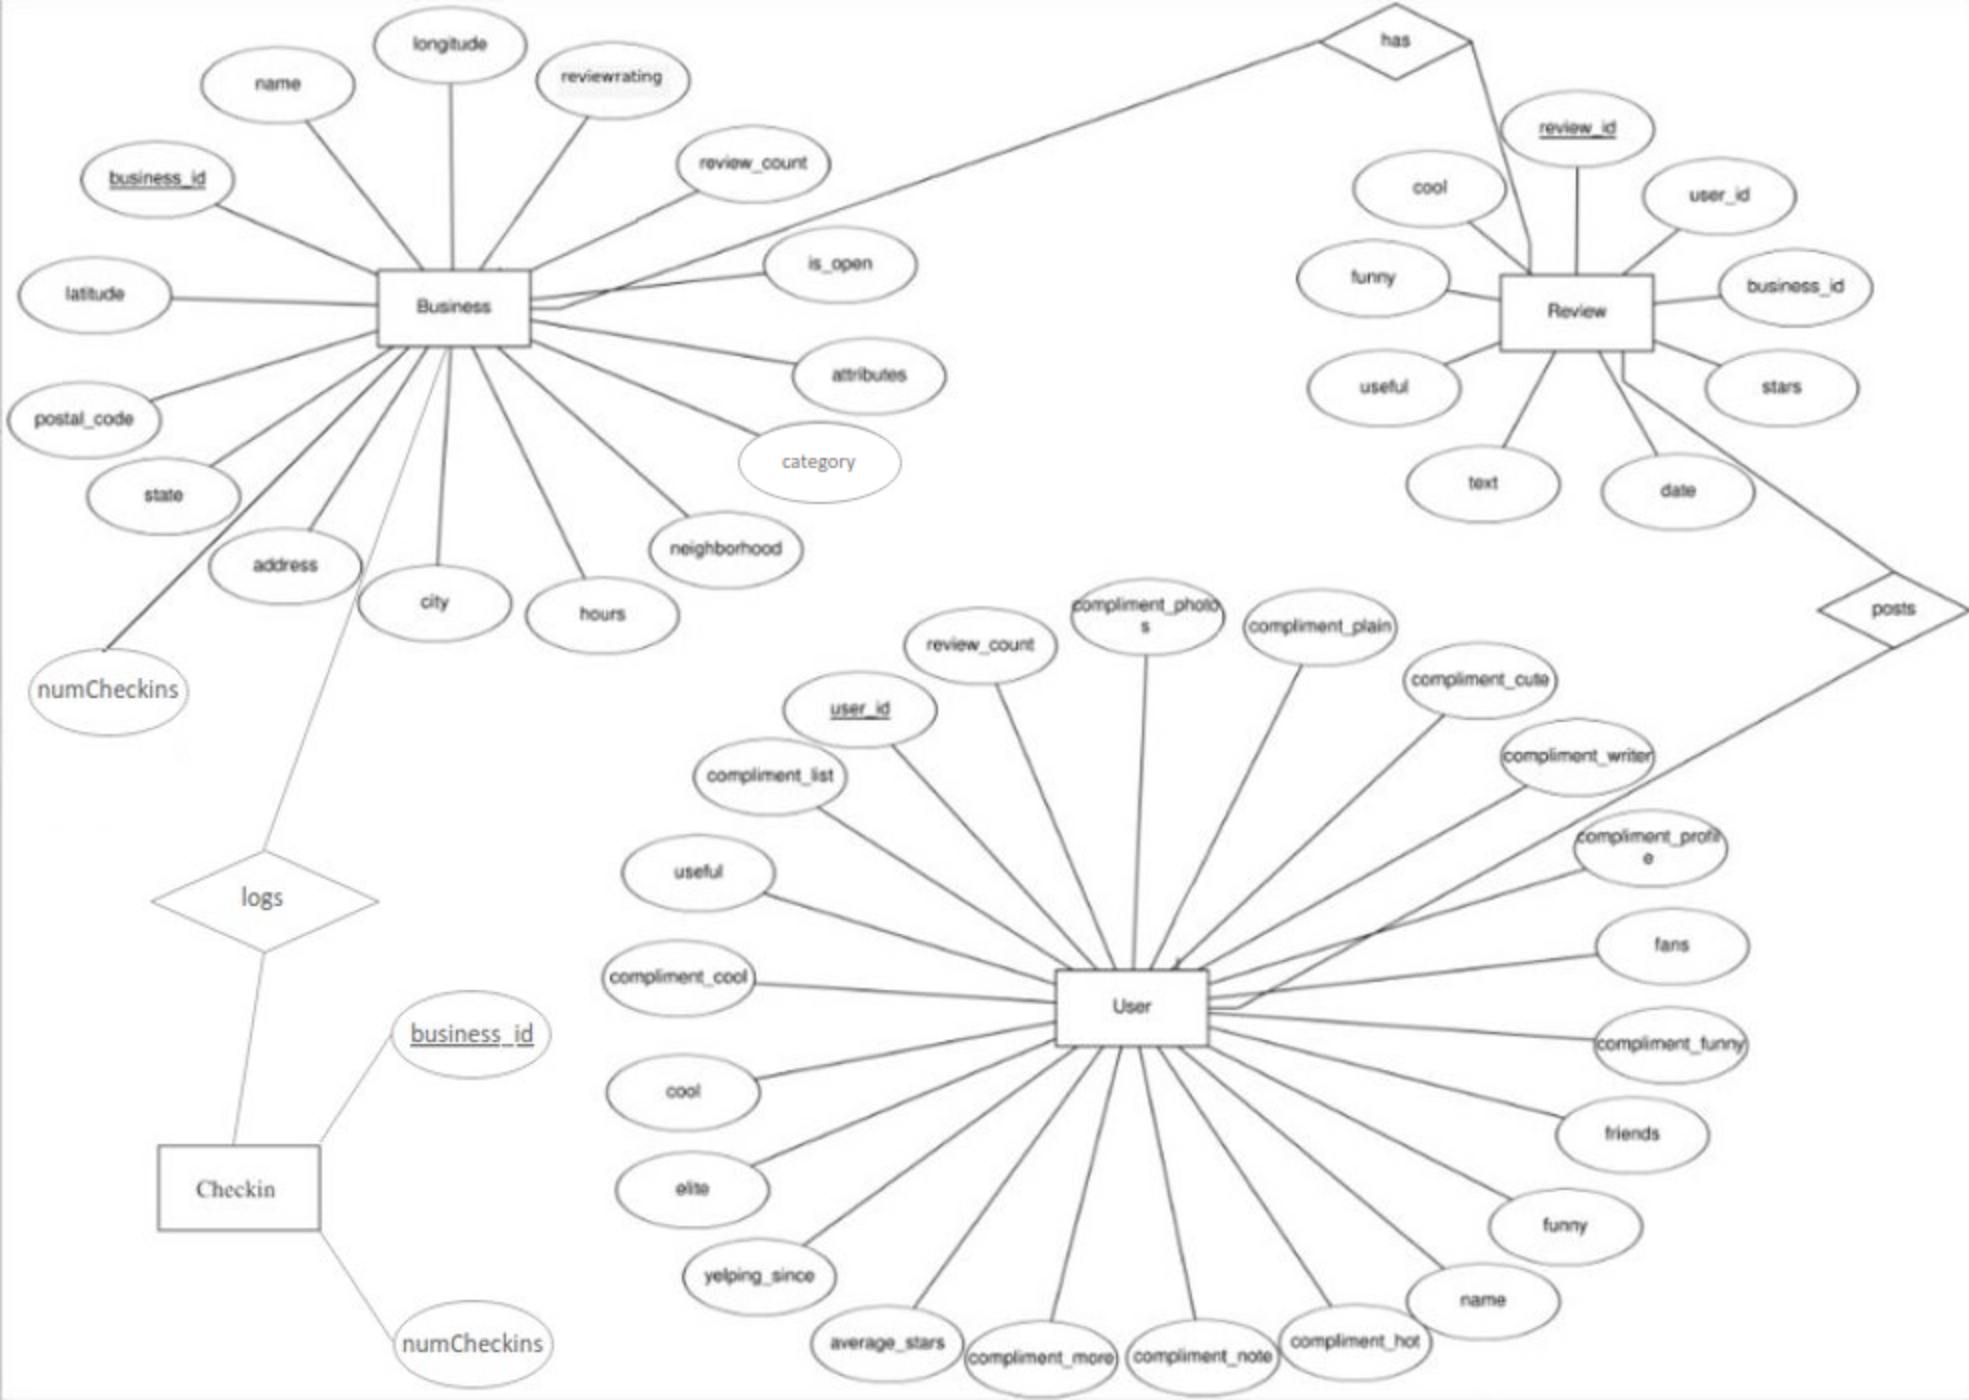 longitude
name
reviewrating
business_id
review_count
latitude
Business
is_open
attributes
postal_code
category
state
address
city
hours
neighborhood
numCheckins
has
review_id
cool
user_id
funny
business_id
Review
useful
stars
text
date
posts
logs
business_id
Checkin
numCheckins
compliment_photo
s
compliment_plain
review_count
compliment_cute
user_id
compliment_writer
compliment_list
compliment_profil
e
useful
fans
compliment_cool
User
compliment_funny
cool
friends
elite
funny
yelping_since
name
average_stars
compliment_more
compliment_note
compliment_hot